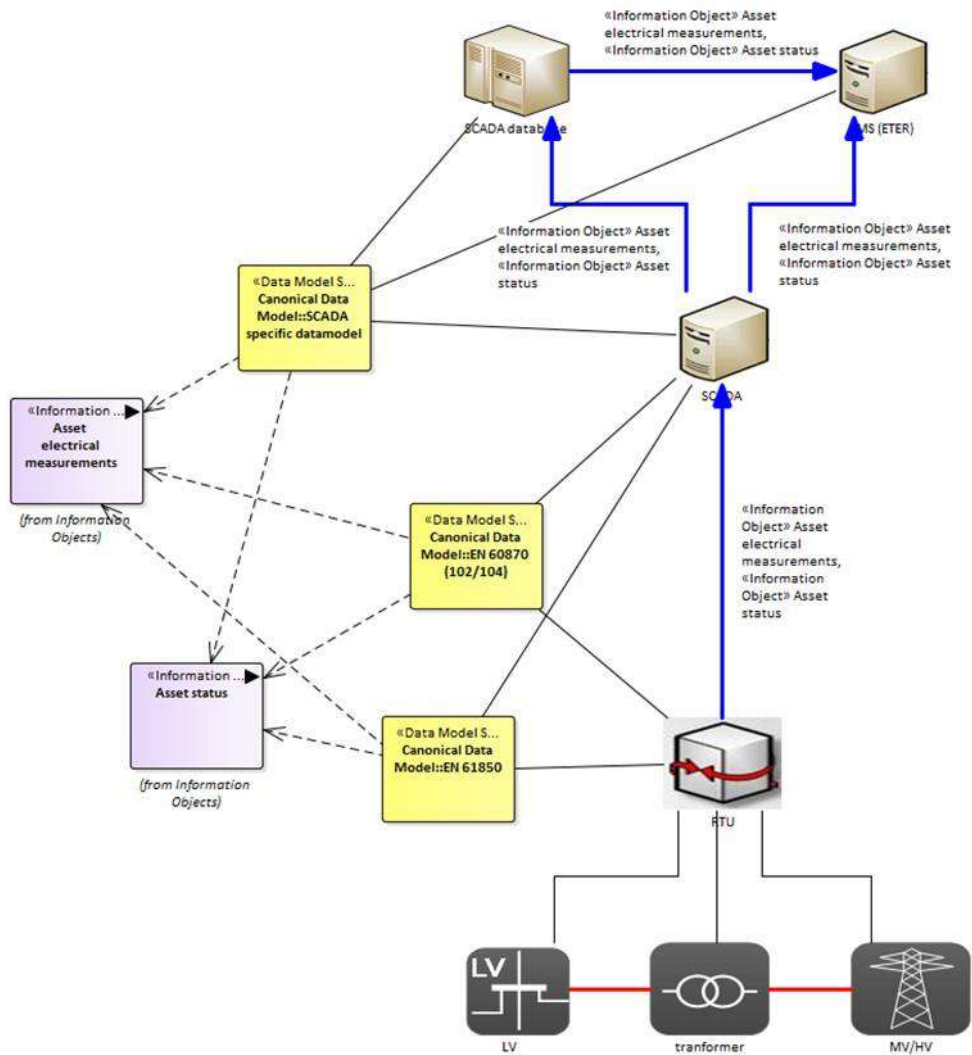 «Information Object» Asset
electrical measurements,
«Information Object» Asset status
SCADA database
MS (ETER)
«Information Object» Asset
electrical measurements,
«Information Object» Asset
status
«Information Object» Asset
electrical measurements,
«Information Object» Asset
status
«Data Model S...
Canonical Data
Model::SCADA
specific datamodel
SCADA
«Information ...
Asset
electrical
measurements
(from Information
Objects)
«Data Model S...
Canonical Data
Model::EN 60870
(102/104)
«Information
Object» Asset
electrical
measurements,
«Information
Object» Asset
status
«Information ...
Asset status
(from Information
Objects)
«Data Model S...
Canonical Data
Model::EN 61850
RTU
LV
LV
tranformer
MV/HV